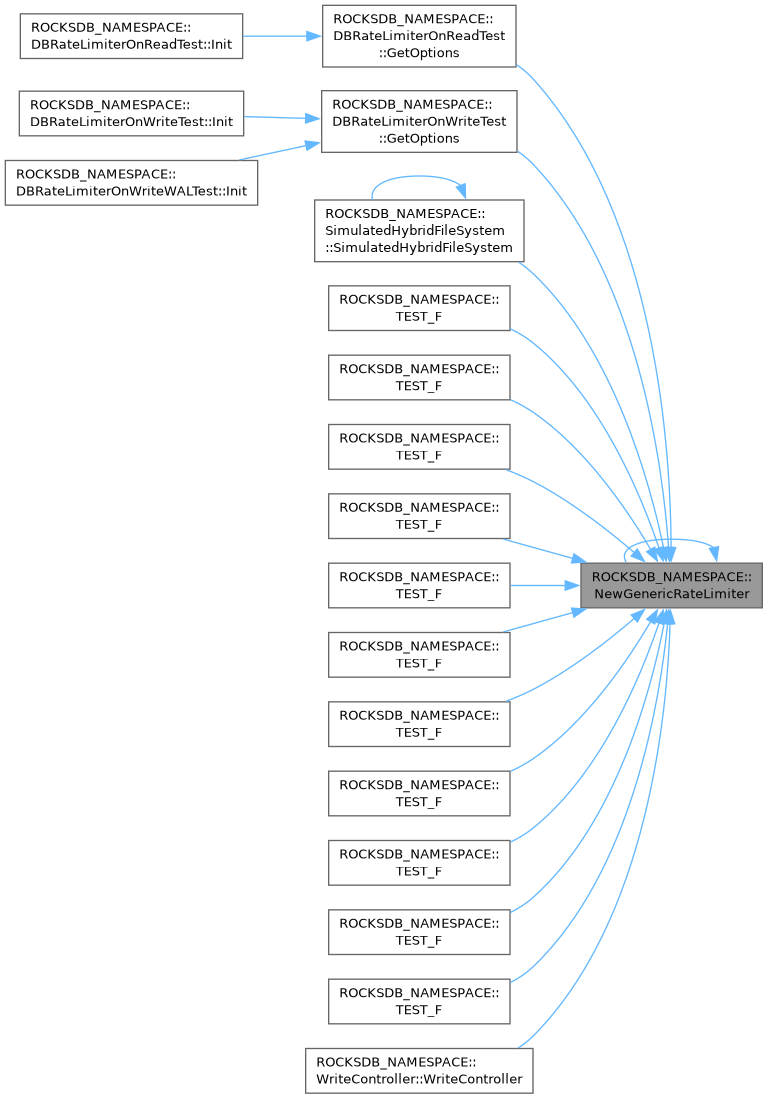 ROCKSDB_NAMESPACE::
DBRateLimiterOnReadTest::Init
ROCKSDB_NAMESPACE::
DBRateLimiterOnReadTest
::GetOptions
ROCKSDB_NAMESPACE::
DBRateLimiterOnWriteTest::Init
ROCKSDB_NAMESPACE::
DBRateLimiterOnWriteTest
::GetOptions
ROCKSDB_NAMESPACE::
DBRateLimiterOnWriteWALTest::Init
ROCKSDB_NAMESPACE::
SimulatedHybridFileSystem
::SimulatedHybridFileSystem
ROCKSDB_NAMESPACE::
TEST_F
ROCKSDB_NAMESPACE::
TEST_F
ROCKSDB_NAMESPACE::
TEST_F
ROCKSDB_NAMESPACE::
TEST_F
ROCKSDB_NAMESPACE::
TEST_F
ROCKSDB_NAMESPACE::
NewGenericRateLimiter
ROCKSDB_NAMESPACE::
TEST_F
ROCKSDB_NAMESPACE::
TEST_F
ROCKSDB_NAMESPACE::
TEST_F
ROCKSDB_NAMESPACE::
TEST_F
ROCKSDB_NAMESPACE::
TEST_F
ROCKSDB_NAMESPACE::
TEST_F
ROCKSDB_NAMESPACE::
WriteController::WriteController